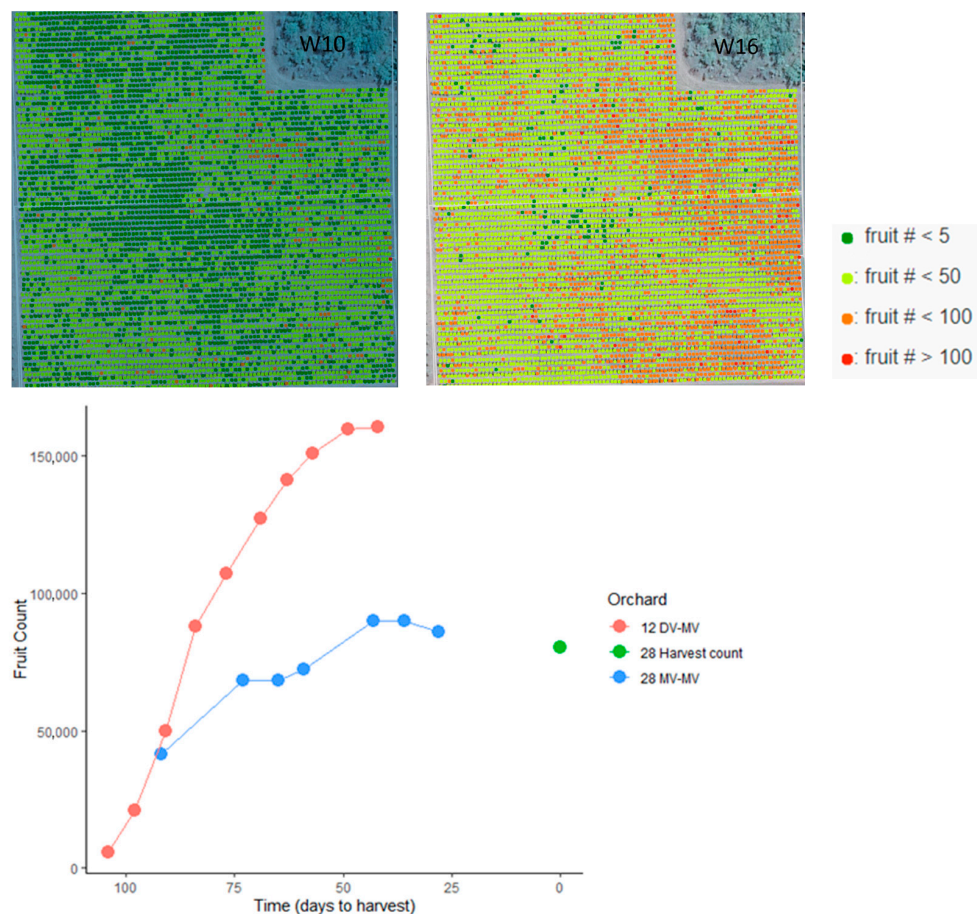 W10
W16
fruit # < 5
: fruit # < 50
: fruit # < 100
: fruit # > 100
150,000
100,000
50,000
0
Fruit Count
100 75 50 25 0
Time (days to harvest)
Orchard
12 DV-MV
28 Harvest count
28 MV-MV